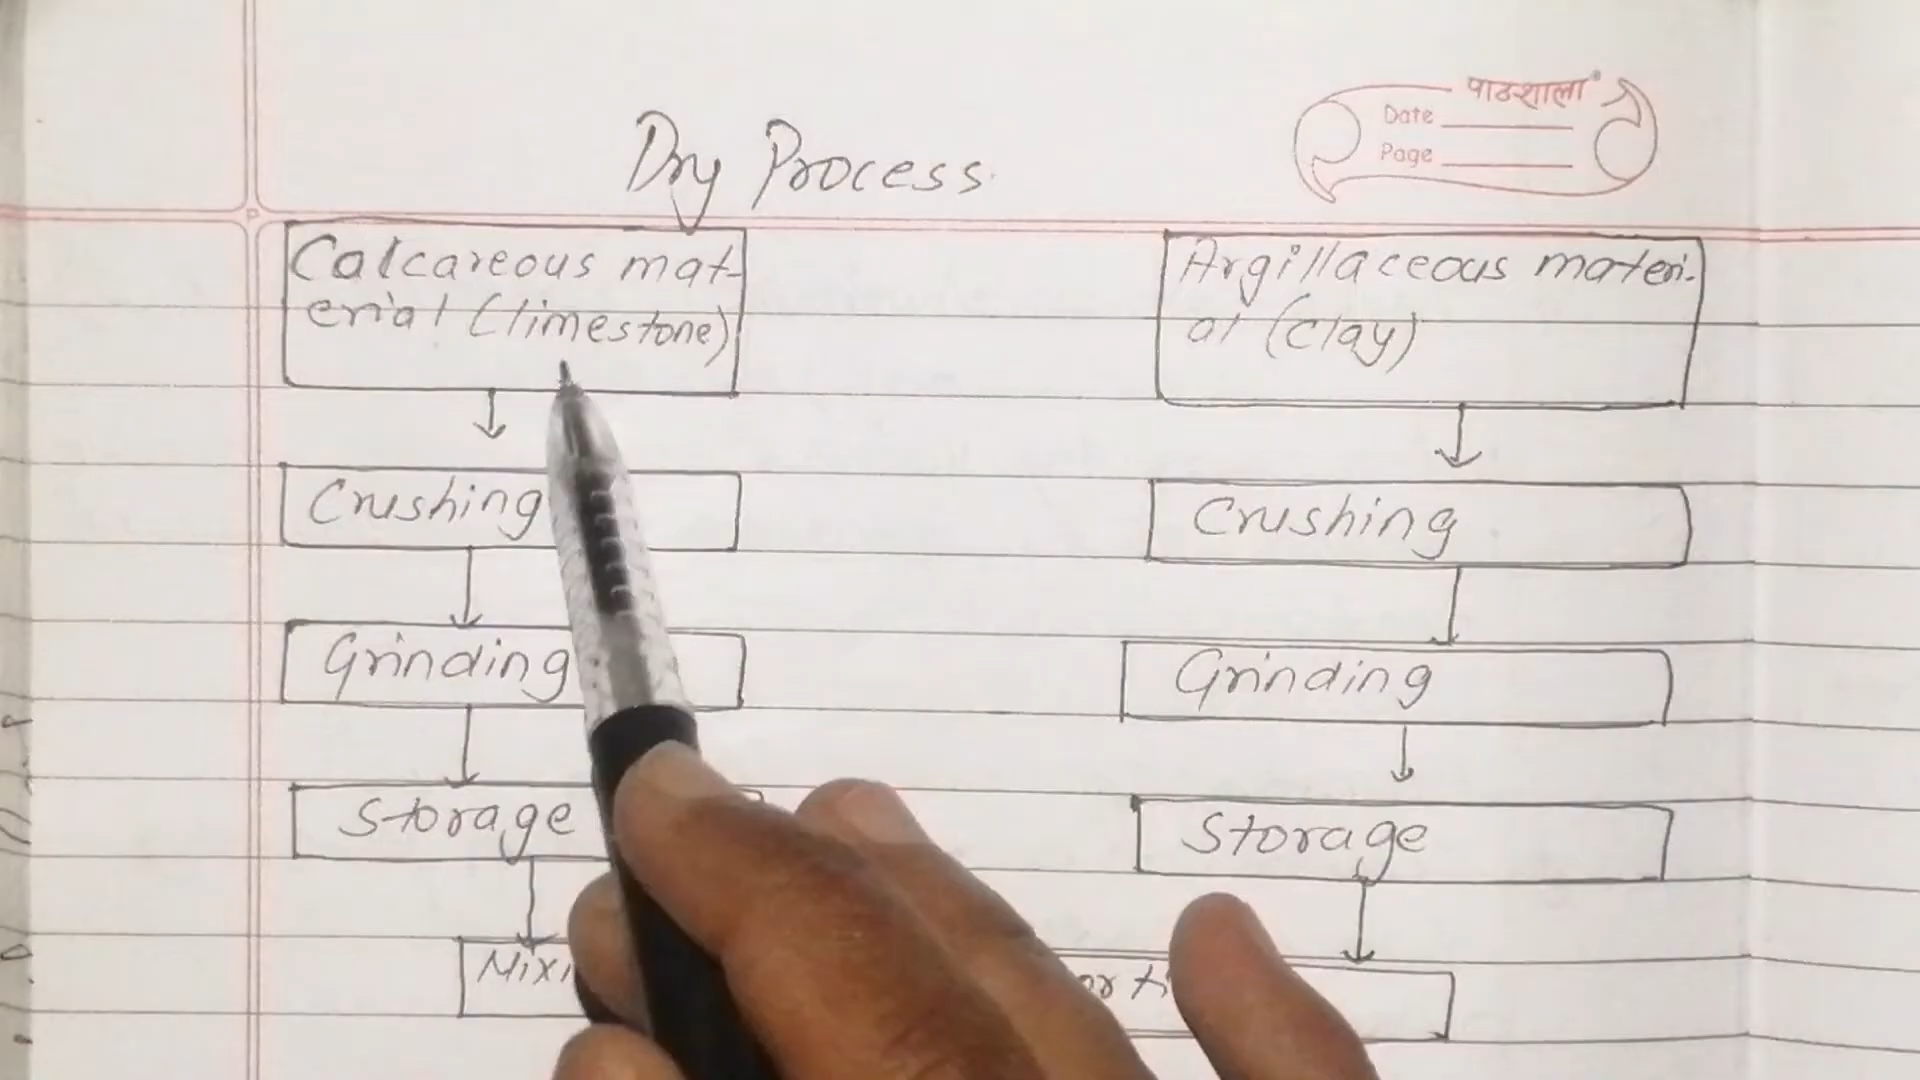 पाठशाला
Date
Page
Dry Process
Calcareous mat-
erial (limestone)
Argillaceous materi-
al (clay)
Crushing
Crushing
Grinding
Grinding
Storage
Storage